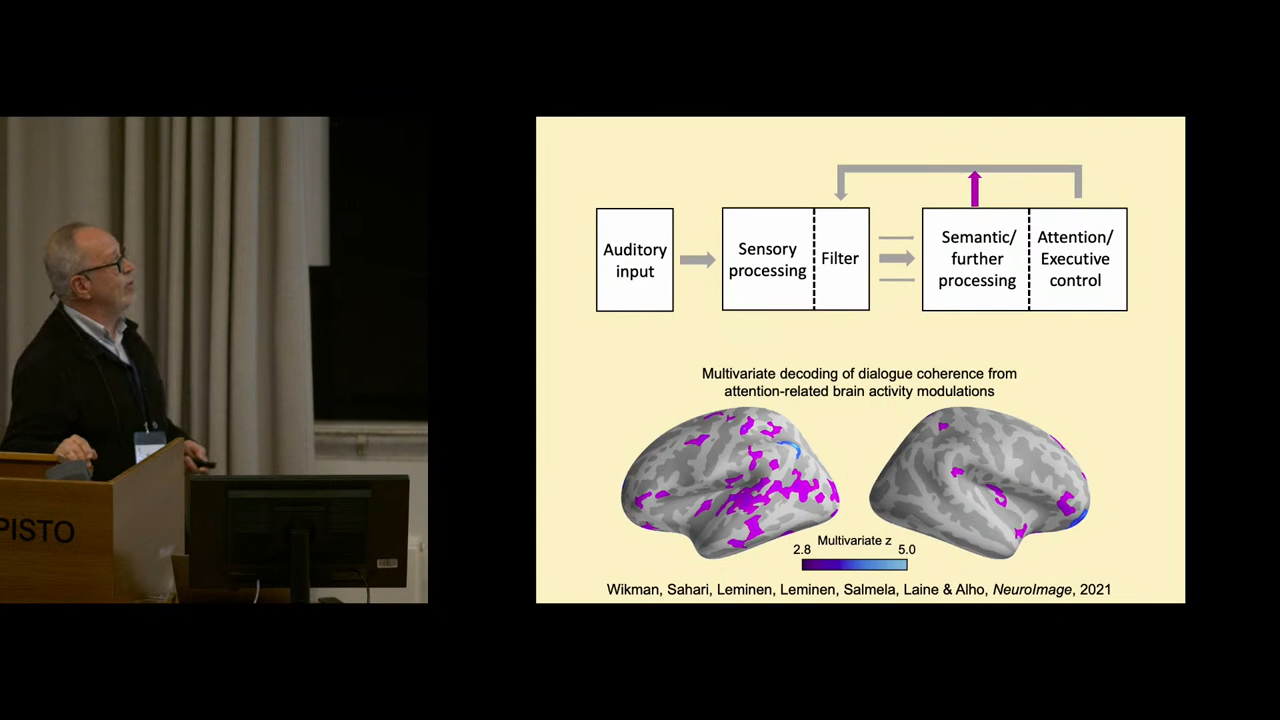 PISTO
Auditory
input
Sensory
processing
Filter
Semantic/
further
processing
Attention/
Executive
control
Multivariate decoding of dialogue coherence from
attention-related brain activity modulations
Multivariate z
2.8
5.0
Wikman, Sahari, Leminen, Leminen, Salmela, Laine & Alho, NeuroImage, 2021